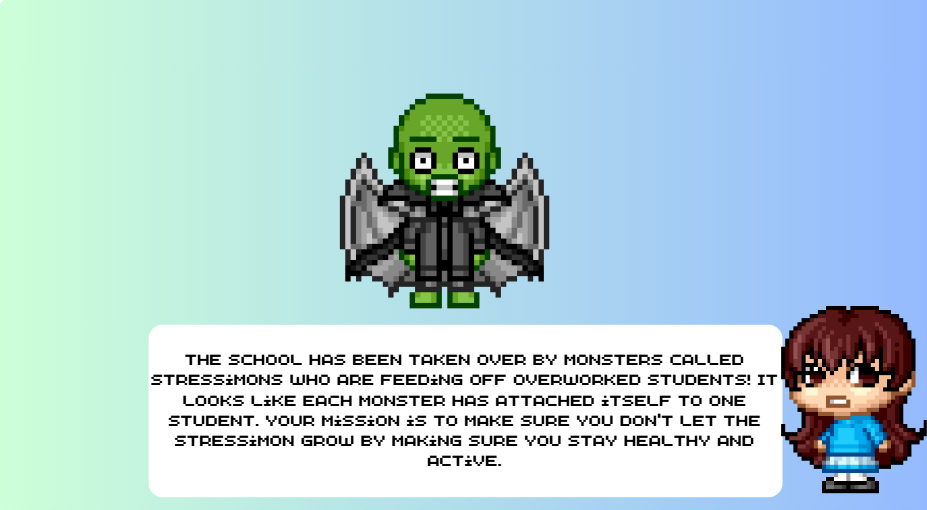 THE SCHOOL HAS BEEN TAKEN OVER BY MONSTERS CALLED
STRESSiMONS WHO ARE FEEDiNG OFF OVERWORKED STUDENTS! IT
LOOKS LiKE EACH MONSTER HAS ATTACHED iTSELF TO ONE
STUDENT. YOUR MiSSiON iS TO MAKE SURE YOU DON'T LET THE
STRESSiMON GROW BY MAKiNG SURE YOU STAY HEALTHY AND
ACTiVE.